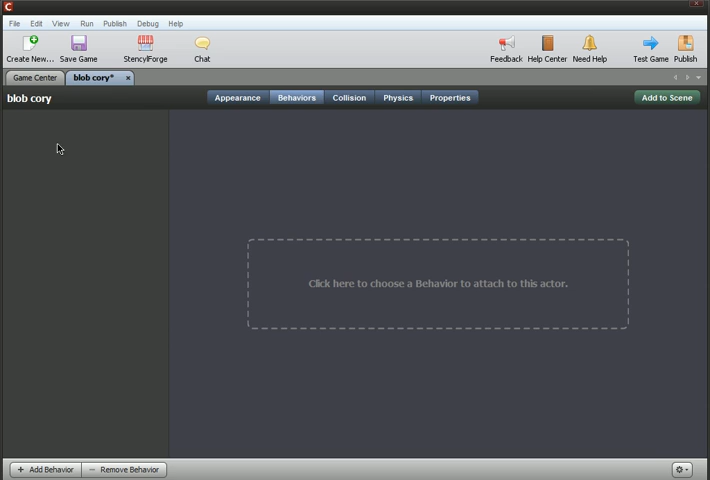 File Edit View Run Publish Debug Help
Create New... Save Game StencylForge Chat Feedback Help Center Need Help Test Game Publish
Game Center blob cory*
blob cory Appearance Behaviors Collision Physics Properties Add to Scene
Click here to choose a Behavior to attach to this actor.
Add Behavior Remove Behavior